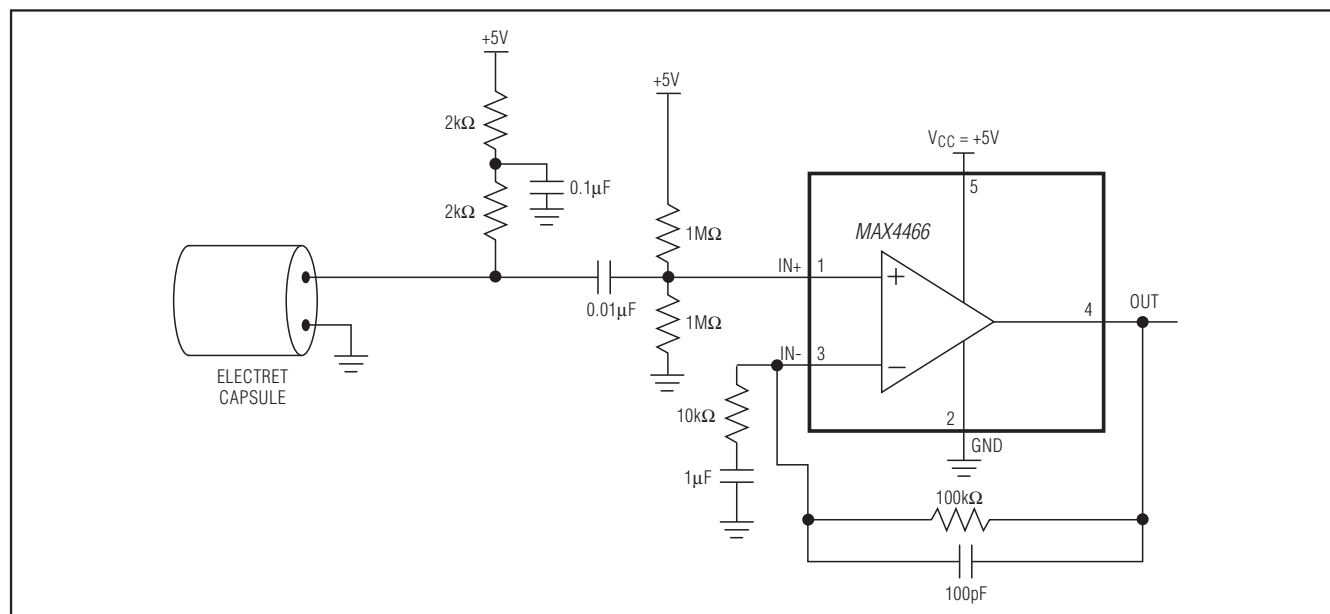 +5V
+5V
2kΩ
VCC = +5V
5
0.1µF
2kΩ
1MΩ
MAX4466
IN+
1
+
0.01µF
4
OUT
1MΩ
IN-
3
−
ELECTRET
CAPSULE
10kΩ
2
GND
1µF
100kΩ
100pF